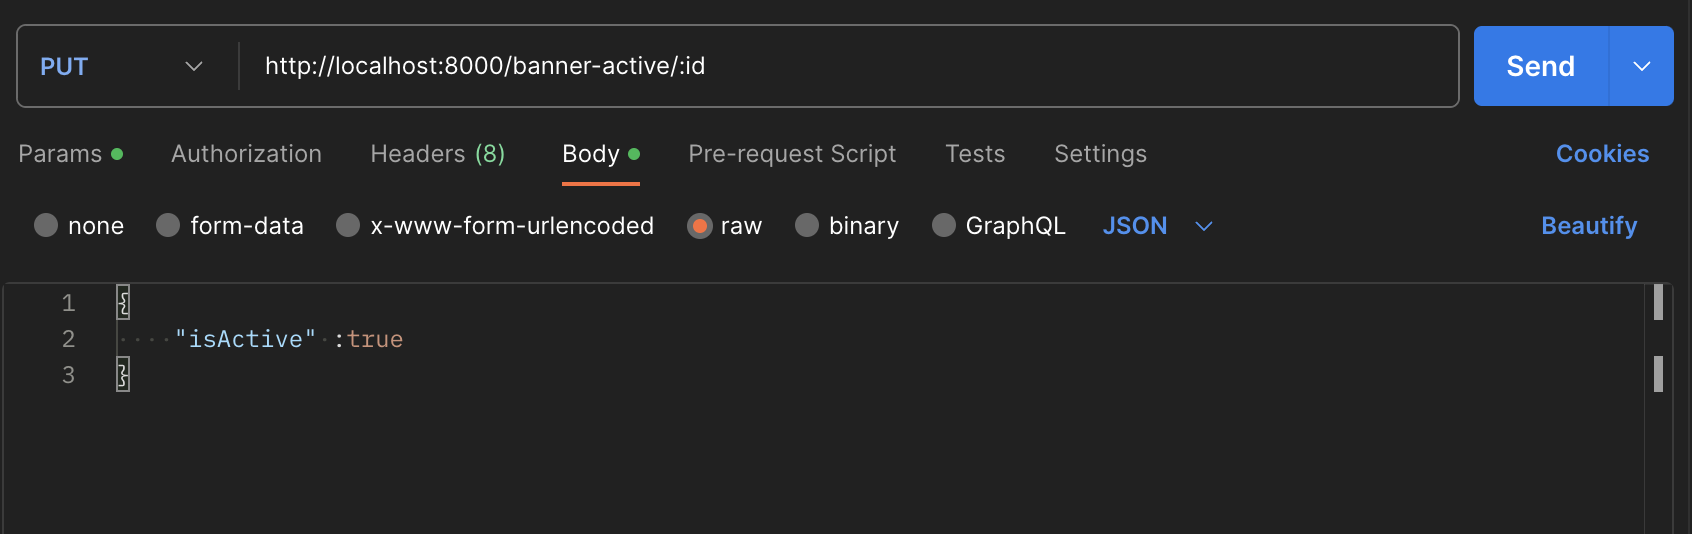 PUT http://localhost:8000/banner-active/:id Send
Params Authorization Headers (8) Body Pre-request Script Tests Settings Cookies
none form-data x-www-form-urlencoded raw binary GraphQL JSON Beautify
1 {
2 "isActive" :true
3 }